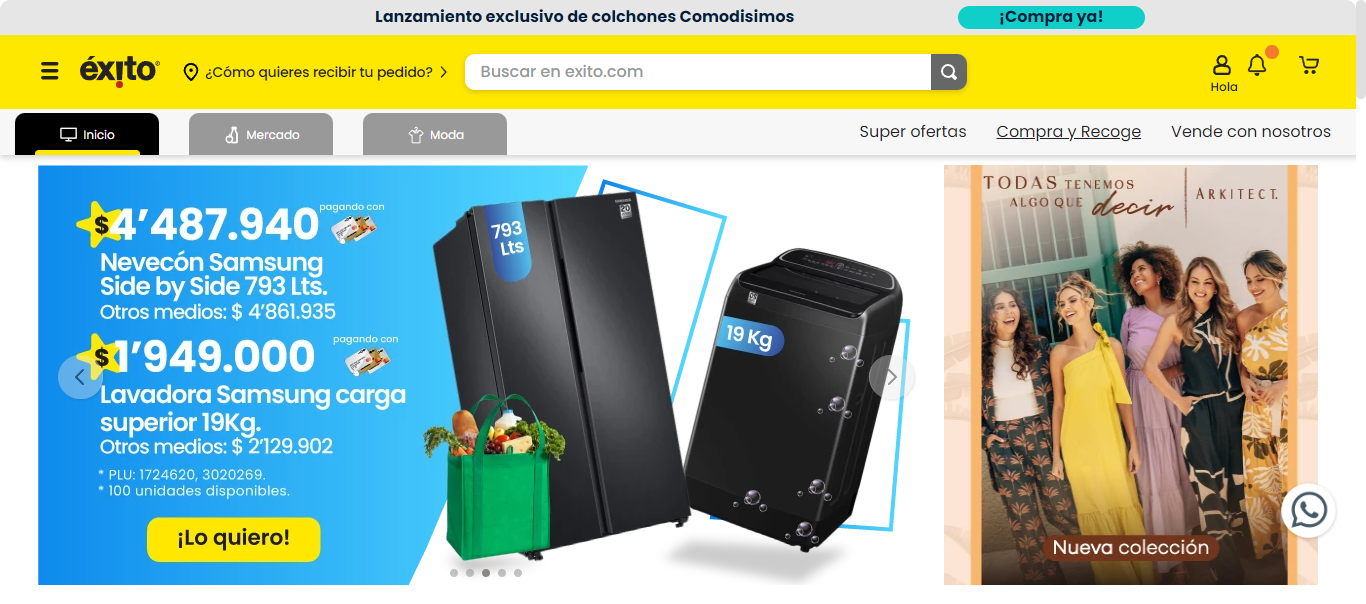 Lanzamiento exclusivo de colchones Comodisimos
¡Compra ya!
éxito
¿Cómo quieres recibir tu pedido?
Buscar en exito.com
Hola
Inicio
Mercado
Moda
Super ofertas
Compra y Recoge
Vende con nosotros
$4’487.940
pagando con
Nevecón Samsung
Side by Side 793 Lts.
Otros medios: $ 4’861.935
$1’949.000
pagando con
Lavadora Samsung carga
superior 19Kg.
Otros medios: $ 2’129.902
* PLU: 1724620, 3020269.
* 100 unidades disponibles.
¡Lo quiero!
793
Lts
19 Kg
TODAS TENEMOS
ALGO QUE decir
ARKITECT.
Nueva colección